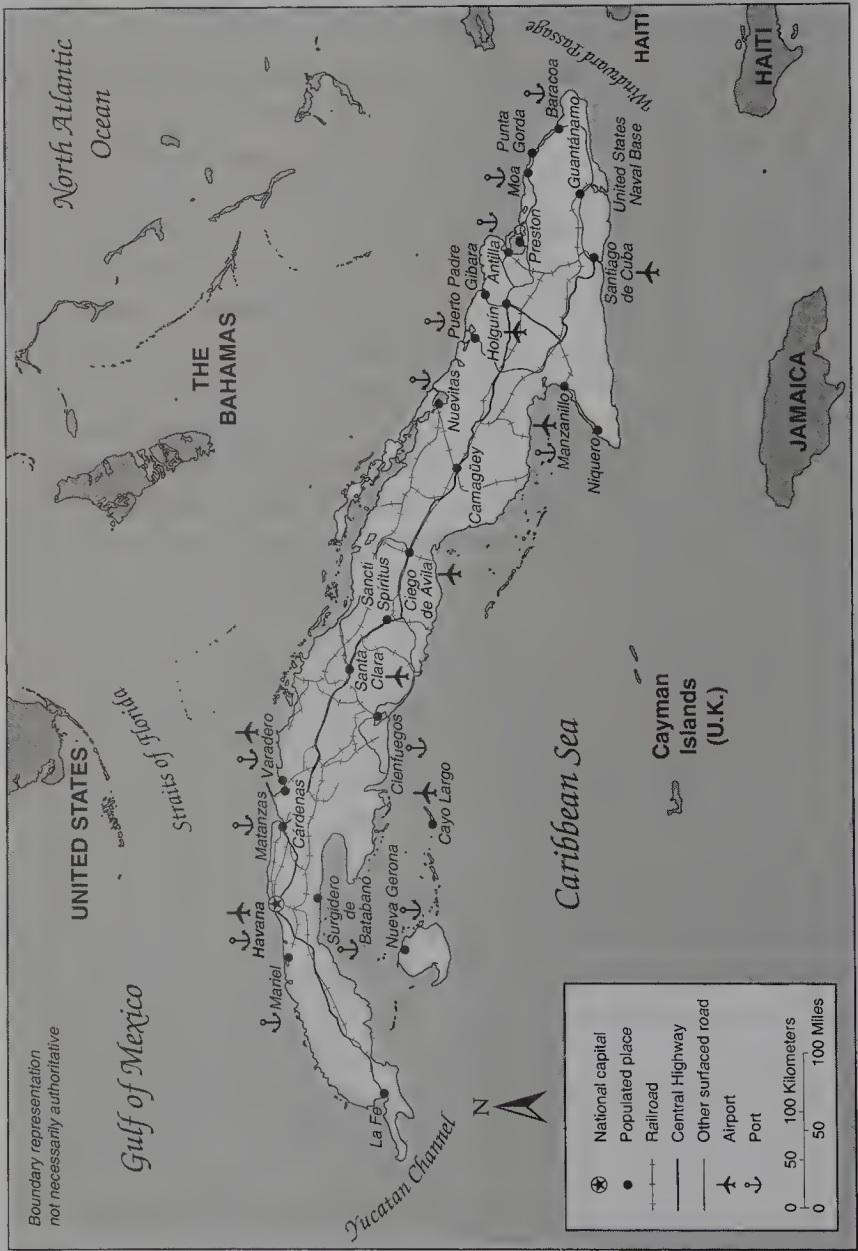 Boundary representation
not necessarily authoritative
North Atlantic
Ocean
UNITED STATES
Gulf of Mexico
Straits of Florida
THE
BAHAMAS
Havana
Matanzas
Varadero
Cárdenas
Mariel
Surgidero
de
Batabanó
La Fe
Nueva Gerona
Cayo Largo
Cienfuegos
Santa
Clara
Sancti
Spíritus
Ciego
de Ávila
Camagüey
Nuevitas
Puerto Padre
Gibara
Holguín
Antilla
Preston
Moa
Punta
Gorda
Baracoa
Guantánamo
United States
Naval Base
Santiago
de Cuba
Manzanillo
Niquero
Windward Passage
HAITI
HAITI
Yucatan Channel
Caribbean Sea
Cayman
Islands
(U.K.)
JAMAICA
N
National capital
Populated place
Railroad
Central Highway
Other surfaced road
Airport
Port
0 50 100 Kilometers
0 50 100 Miles